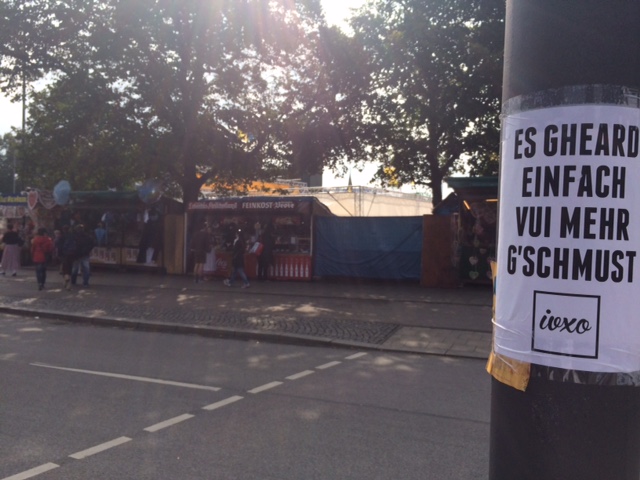 ES GHEARD
EINFACH
VUI MEHR
G'SCHMUST
ivxo
FEINKOST